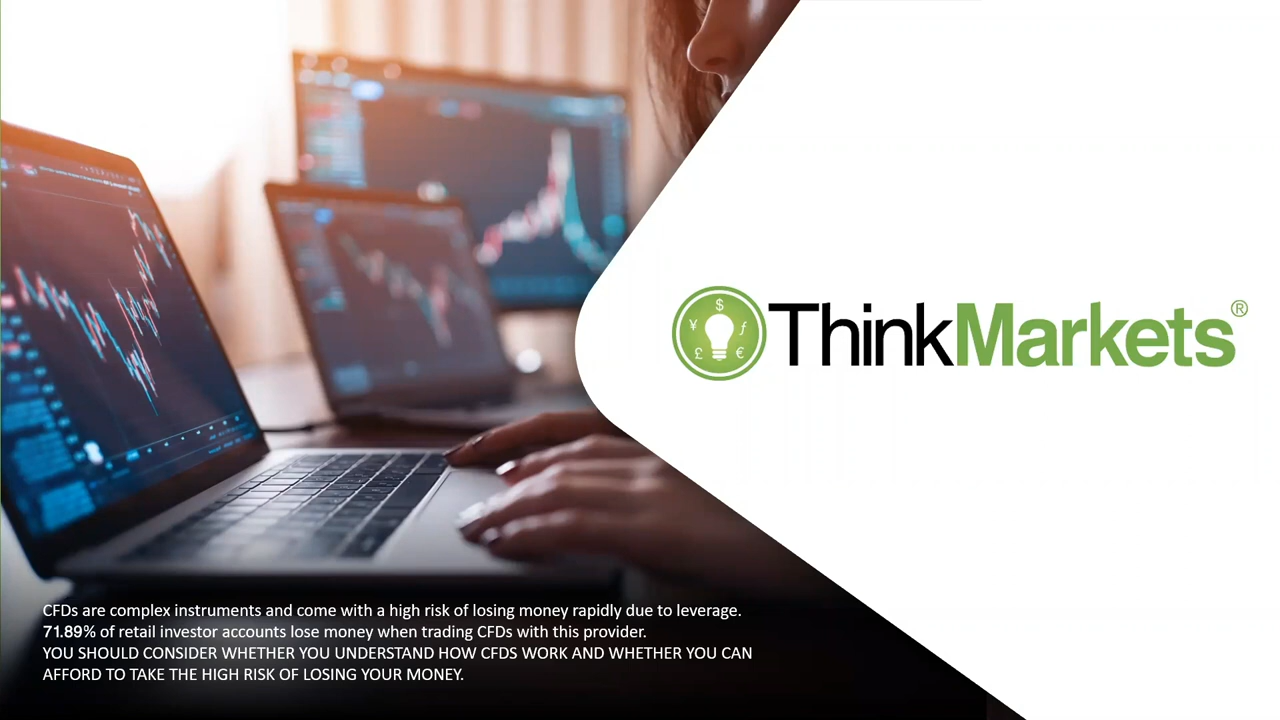 ThinkMarkets®
CFDs are complex instruments and come with a high risk of losing money rapidly due to leverage.
71.89% of retail investor accounts lose money when trading CFDs with this provider.
YOU SHOULD CONSIDER WHETHER YOU UNDERSTAND HOW CFDS WORK AND WHETHER YOU CAN
AFFORD TO TAKE THE HIGH RISK OF LOSING YOUR MONEY.